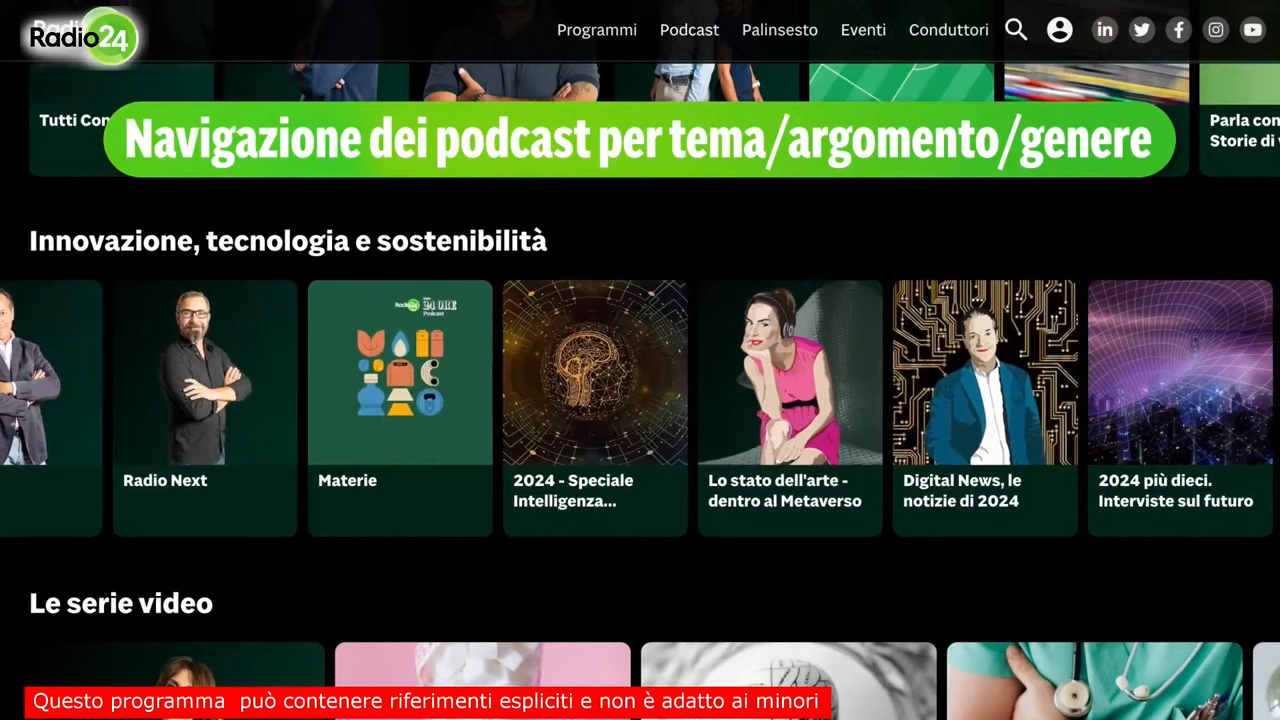 Radio24
Programmi
Podcast
Palinsesto
Eventi
Conduttori
Tutti Con
Parla con
Storie di
Navigazione dei podcast per tema/argomento/genere
Innovazione, tecnologia e sostenibilità
Radio24
24 ORE
Podcast
Radio Next
Materie
2024 - Speciale
Intelligenza...
Lo stato dell'arte -
dentro al Metaverso
Digital News, le
notizie di 2024
2024 più dieci.
Interviste sul futuro
Le serie video
Questo programma può contenere riferimenti espliciti e non è adatto ai minori